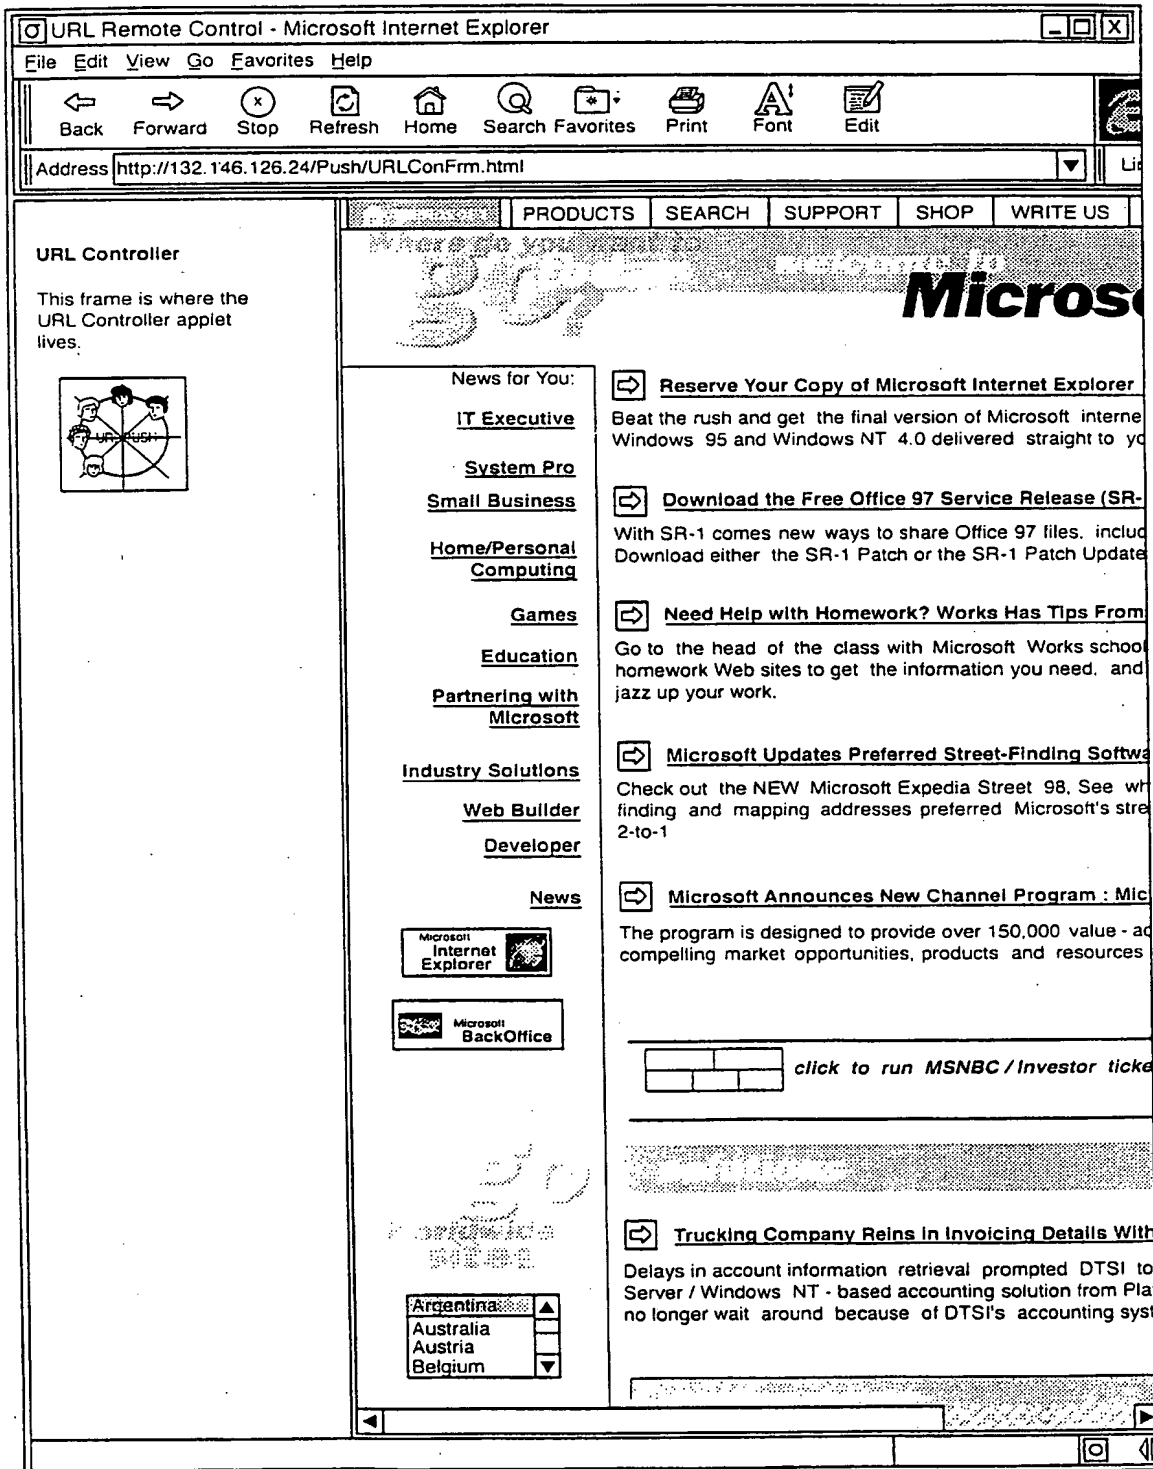 URL Remote Control - Microsoft Internet Explorer
File Edit View Go Favorites Help
Back Forward Stop Refresh Home Search Favorites Print Font Edit
Address http://132.146.126.24/Push/URLConFrm.html
PRODUCTS SEARCH SUPPORT SHOP WRITE US
Where do you want to
go today?
welcome to
Micros
URL Controller
This frame is where the
URL Controller applet
lives.
News for You:
IT Executive
System Pro
Small Business
Home/Personal
Computing
Games
Education
Partnering with
Microsoft
Industry Solutions
Web Builder
Developer
News
Microsoft
Internet
Explorer
Microsoft
BackOffice
worldwide
sites
Argentina
Australia
Austria
Belgium
Reserve Your Copy of Microsoft Internet Explorer
Beat the rush and get the final version of Microsoft interne
Windows 95 and Windows NT 4.0 delivered straight to yo
Download the Free Office 97 Service Release (SR-
With SR-1 comes new ways to share Office 97 files. includ
Download either the SR-1 Patch or the SR-1 Patch Update
Need Help with Homework? Works Has Tips From
Go to the head of the class with Microsoft Works school
homework Web sites to get the information you need, and
jazz up your work.
Microsoft Updates Preferred Street-Finding Softwa
Check out the NEW Microsoft Expedia Street 98, See wh
finding and mapping addresses preferred Microsoft's stre
2-to-1
Microsoft Announces New Channel Program : Mic
The program is designed to provide over 150,000 value - ad
compelling market opportunities, products and resources
click to run MSNBC / Investor ticke
Trucking Company Reins in Invoicing Details With
Delays in account information retrieval prompted DTSI to
Server / Windows NT - based accounting solution from Pla
no longer wait around because of DTSI's accounting syst